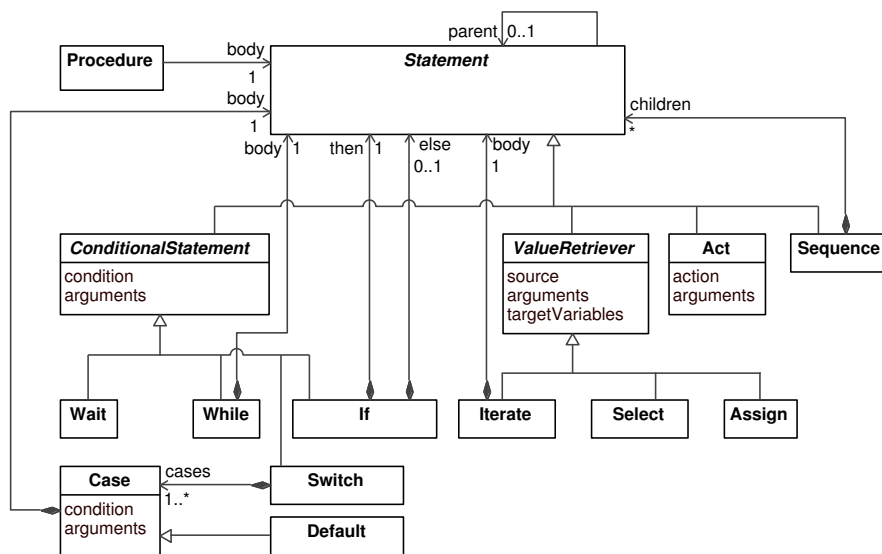 parent 0..1
Procedure
body
1
Statement
body
1
children
*
body 1
then 1
else
0..1
body
1
ConditionalStatement
condition
arguments
ValueRetriever
source
arguments
targetVariables
Act
action
arguments
Sequence
Wait
While
If
Iterate
Select
Assign
Case
condition
arguments
cases
1..*
Switch
Default